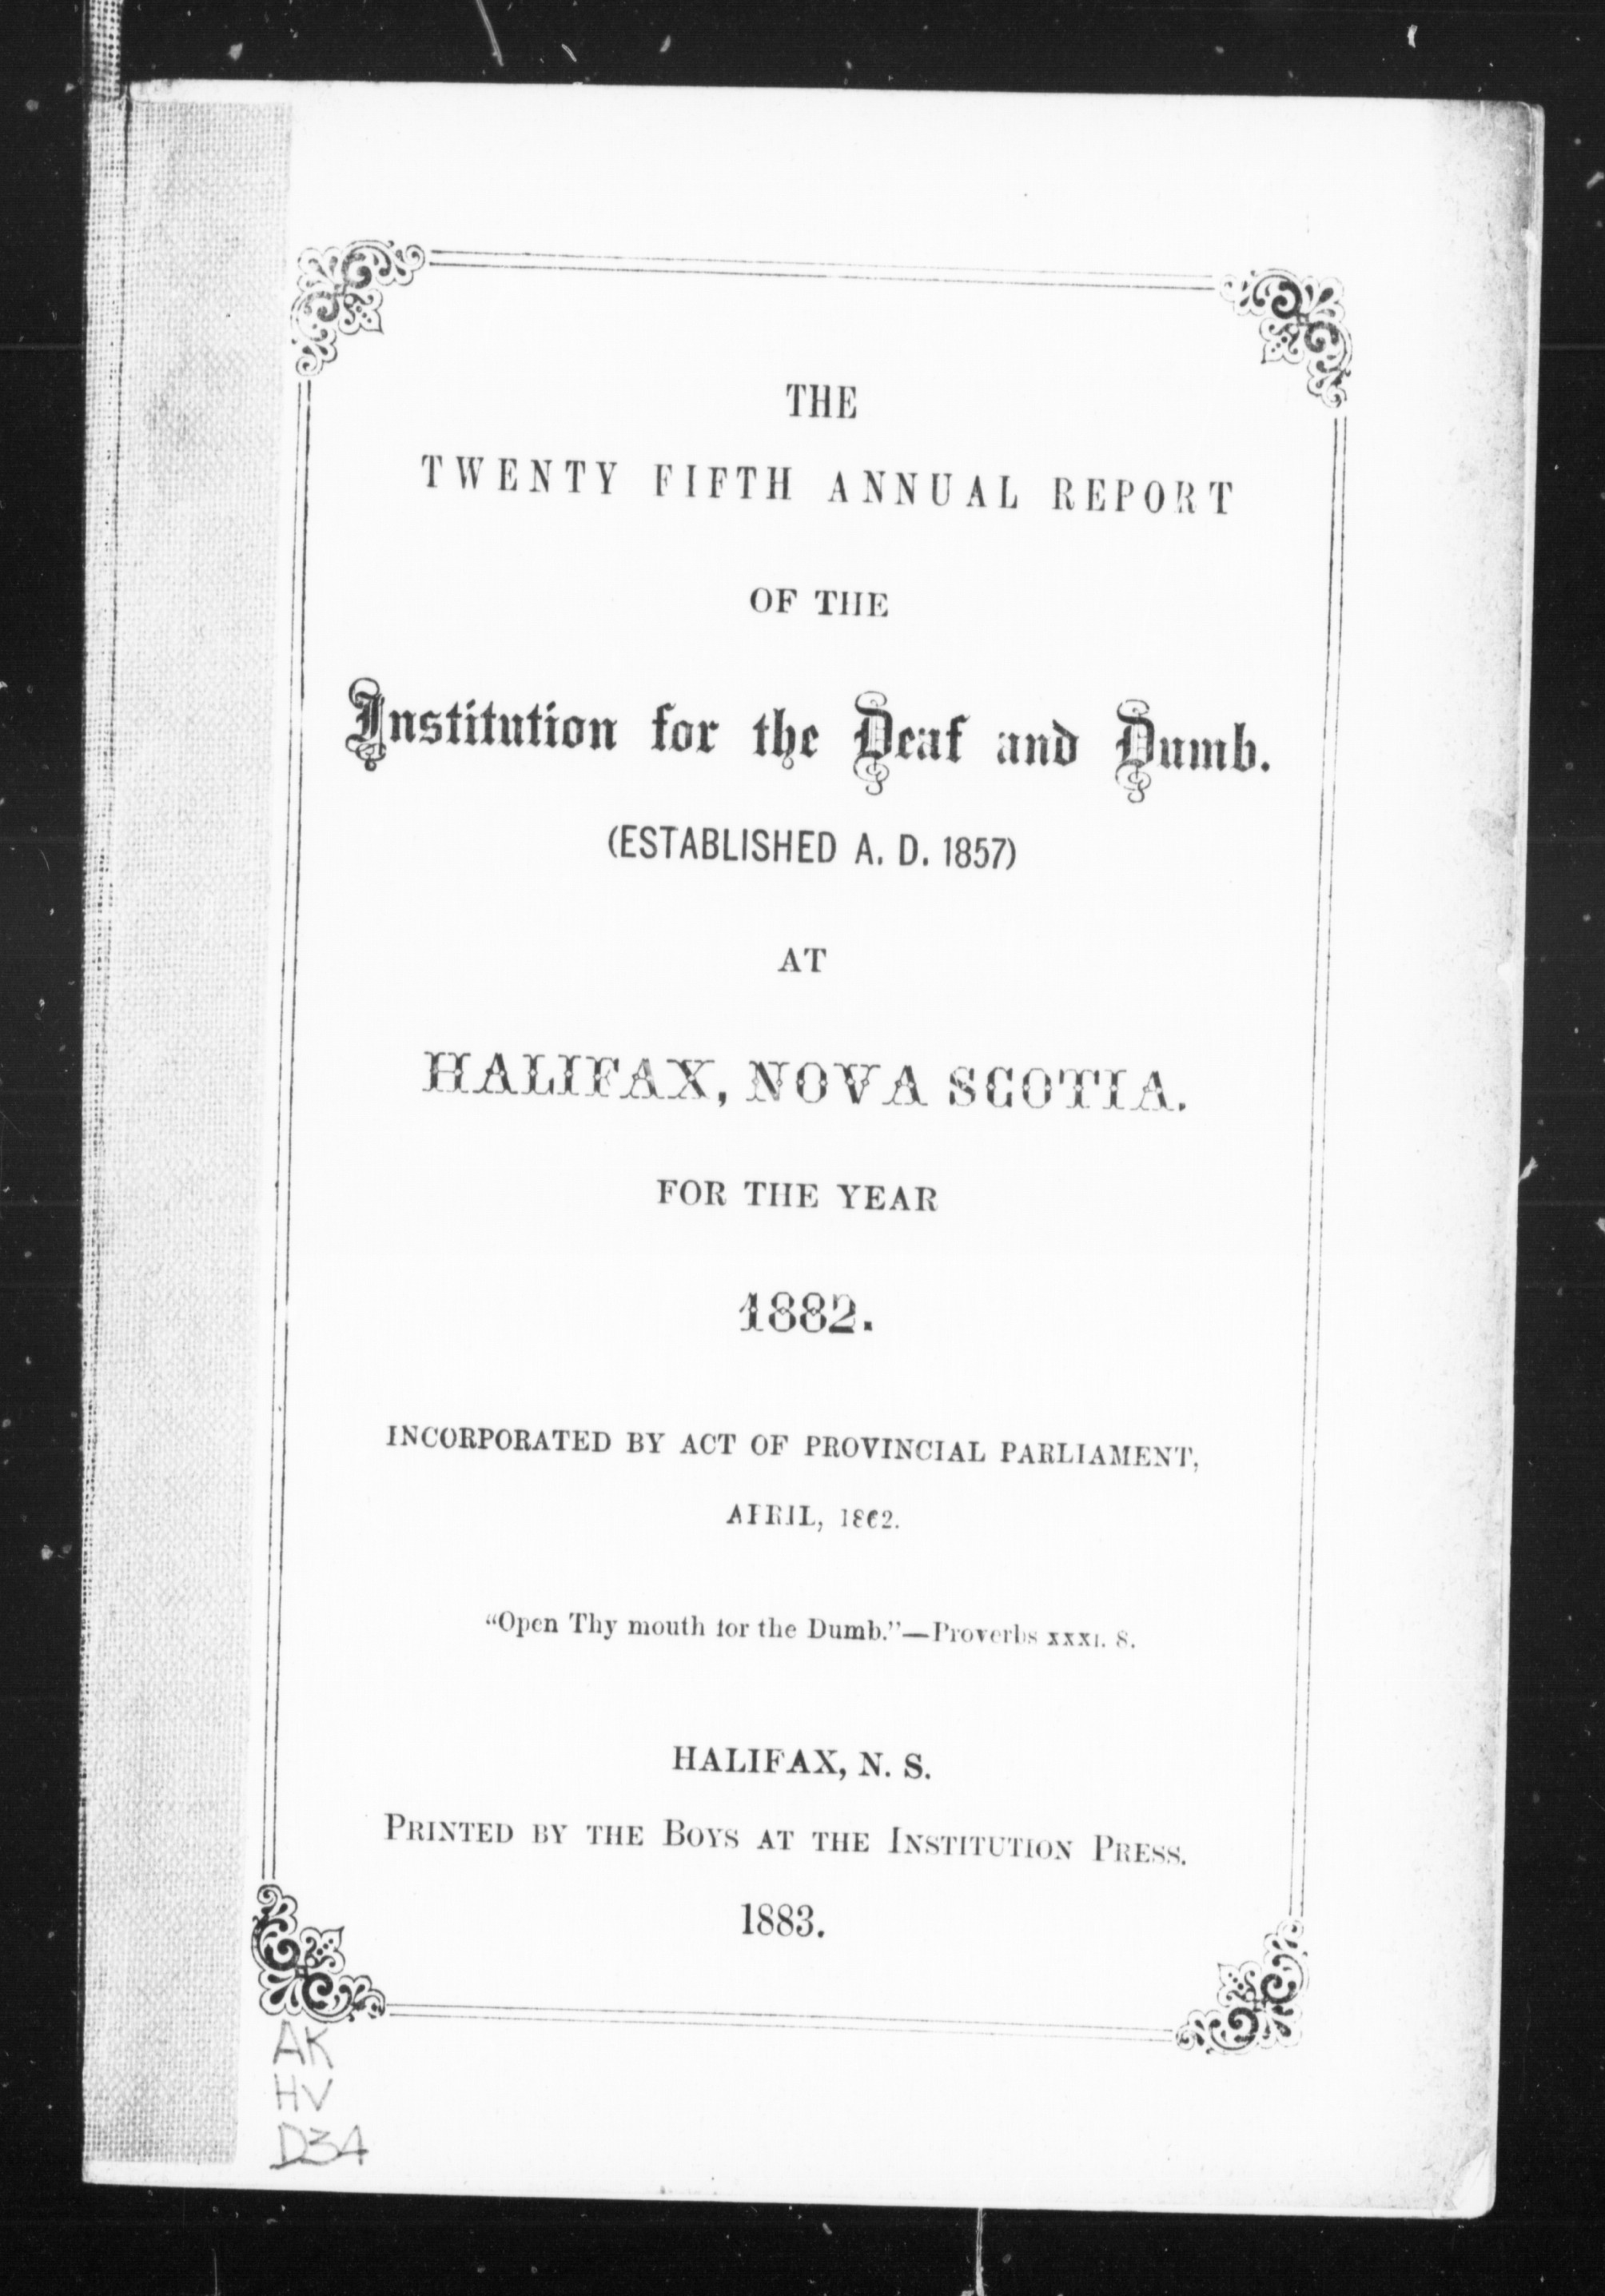 THE
TWENTY FIFTH ANNUAL REPORT
OF THE
Institution for the Deaf and Dumb.
(ESTABLISHED A. D. 1857)
AT
HALIFAX, NOVA SCOTIA.
FOR THE YEAR
1882.
INCORPORATED BY ACT OF PROVINCIAL PARLIAMENT,
APRIL, 1862.
“Open Thy mouth for the Dumb.”—Proverbs XXXI. 8.
HALIFAX, N. S.
PRINTED BY THE BOYS AT THE INSTITUTION PRESS.
1883.
AK
HV
D34